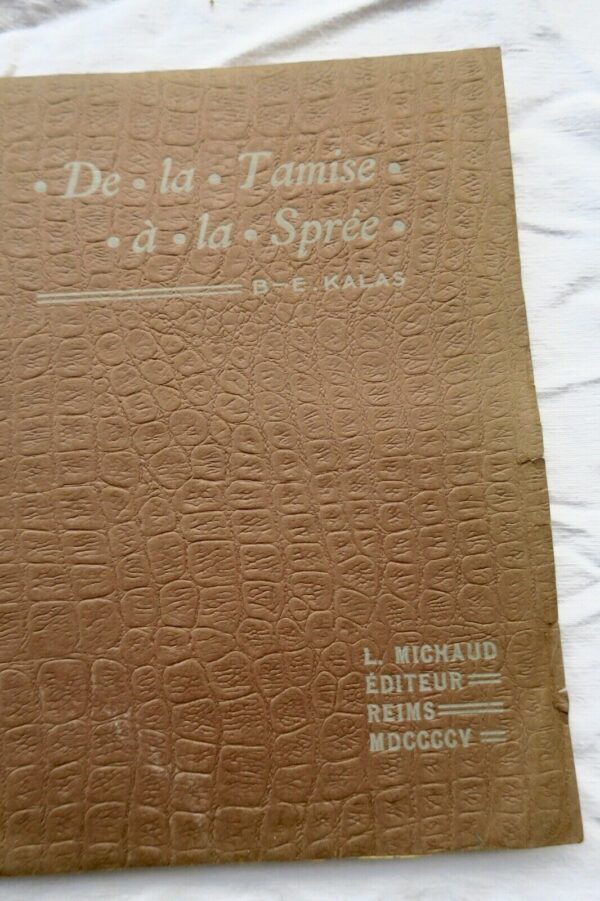 • De • la • Tamise •
• à • la • Sprée •
B-E. KALAS
L. MICHAUD
ÉDITEUR
REIMS
MDCCCCV